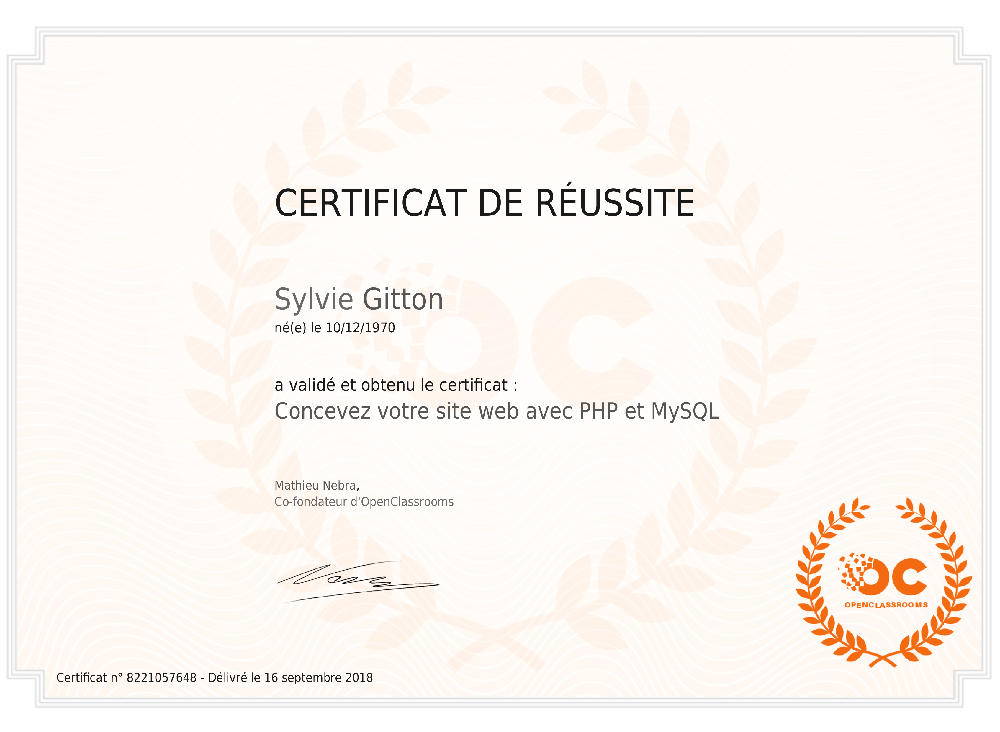 CERTIFICAT DE RÉUSSITE
Sylvie Gitton
né(e) le 10/12/1970
a validé et obtenu le certificat :
Concevez votre site web avec PHP et MySQL
Mathieu Nebra,
Co-fondateur d'OpenClassrooms
OC
OPENCLASSROOMS
Certificat n° 8221057648 - Délivré le 16 septembre 2018